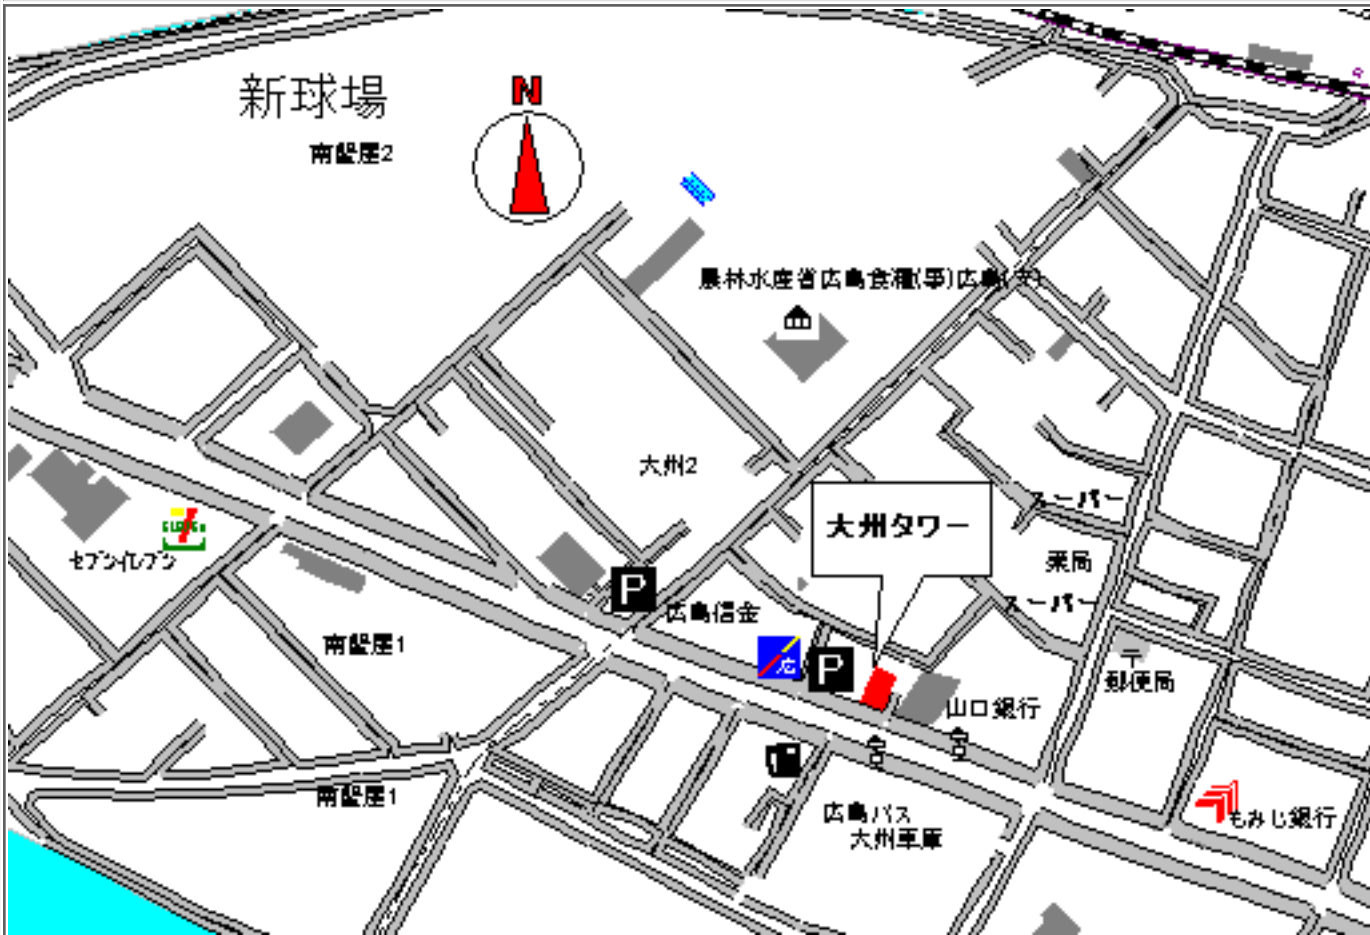 新球場
N
南蟹屋2
農林水産省広島食糧(事)広島(支)
大州2
スーパー
大州タワー
薬局
セブンイレブン
P
広島信金
スーパー
南蟹屋1
P
郵便局
山口銀行
南蟹屋1
広島バス
大州車庫
もみじ銀行